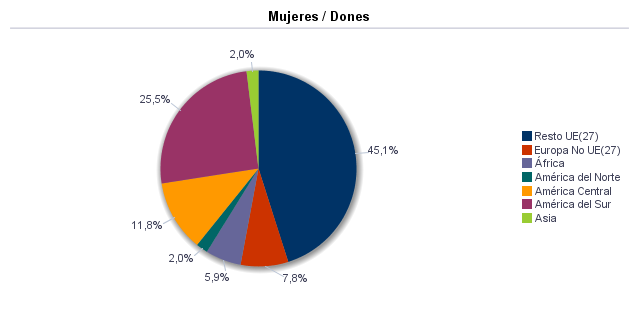 Mujeres / Dones
2,0%
25,5%
45,1%
11,8%
2,0%
5,9%
7,8%
Resto UE(27)
Europa No UE(27)
África
América del Norte
América Central
América del Sur
Asia